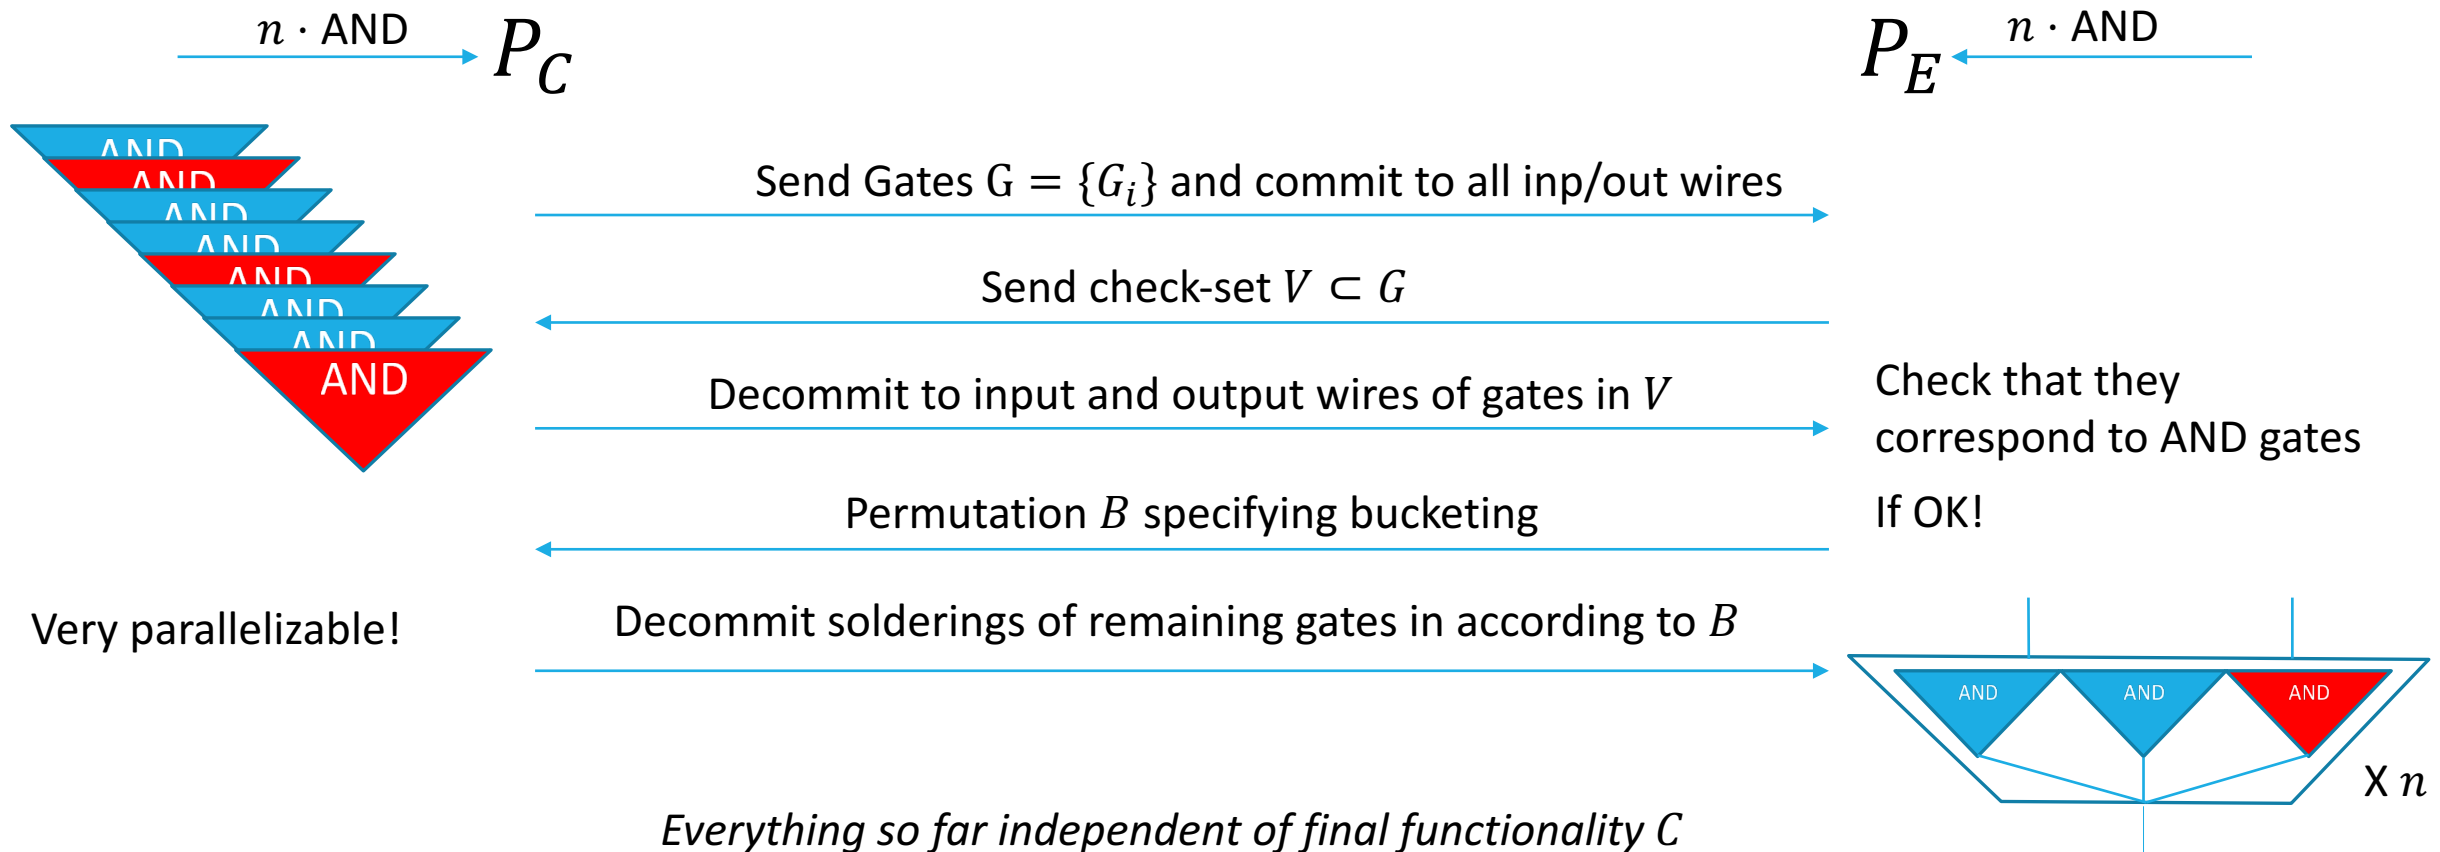 n · AND
P_C
P_E
n · AND
AND
AND
AND
AND
AND
AND
AND
AND
Send Gates G = {G_i} and commit to all inp/out wires
Send check-set V ⊂ G
Decommit to input and output wires of gates in V
Check that they
correspond to AND gates
Permutation B specifying bucketing
If OK!
Very parallelizable!
Decommit solderings of remaining gates in according to B
AND
AND
AND
X n
Everything so far independent of final functionality C